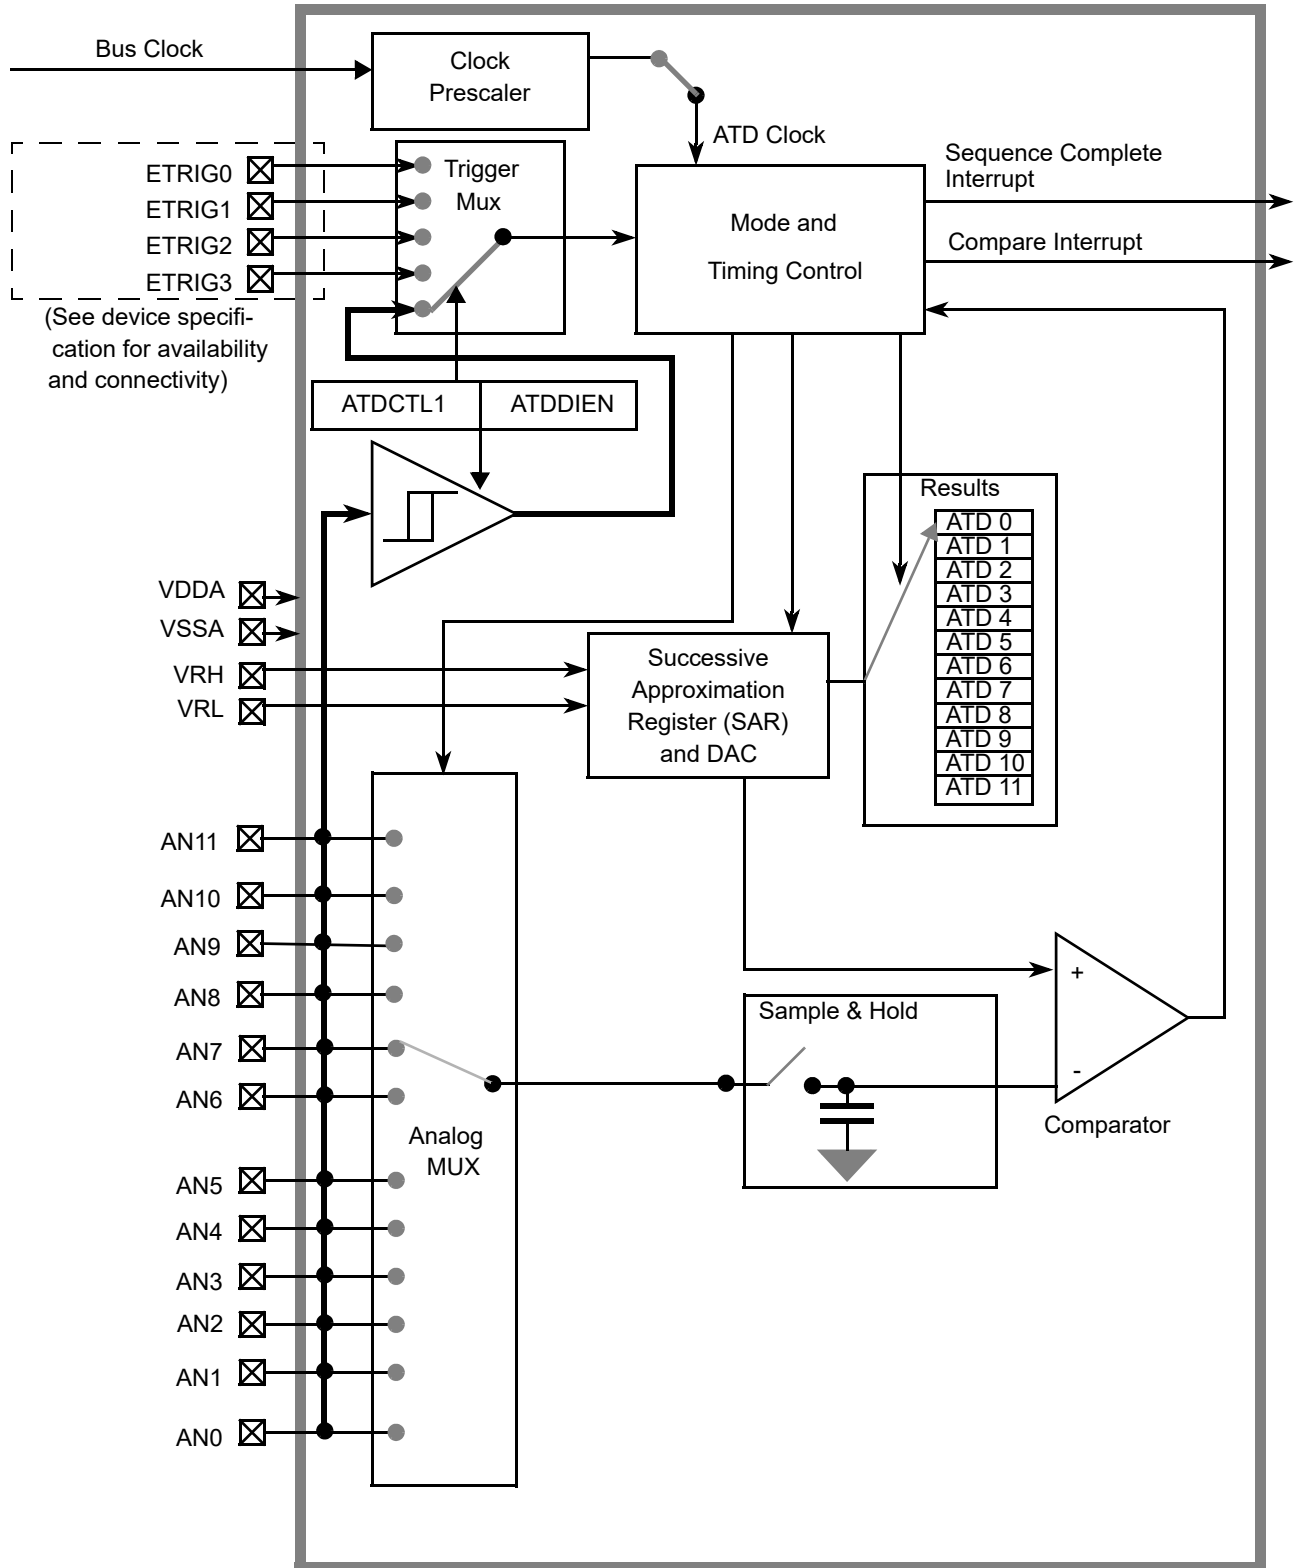 Bus Clock
Clock
Prescaler
ATD Clock
ETRIG0
ETRIG1
ETRIG2
ETRIG3
(See device specifi-
cation for availability
and connectivity)
Trigger
Mux
Mode and
Timing Control
Sequence Complete
Interrupt
Compare Interrupt
ATDCTL1
ATDDIEN
Results
ATD 0
ATD 1
ATD 2
ATD 3
ATD 4
ATD 5
ATD 6
ATD 7
ATD 8
ATD 9
ATD 10
ATD 11
VDDA
VSSA
VRH
VRL
Successive
Approximation
Register (SAR)
and DAC
AN11
AN10
AN9
AN8
AN7
AN6
AN5
AN4
AN3
AN2
AN1
AN0
Analog
MUX
Sample & Hold
+
-
Comparator